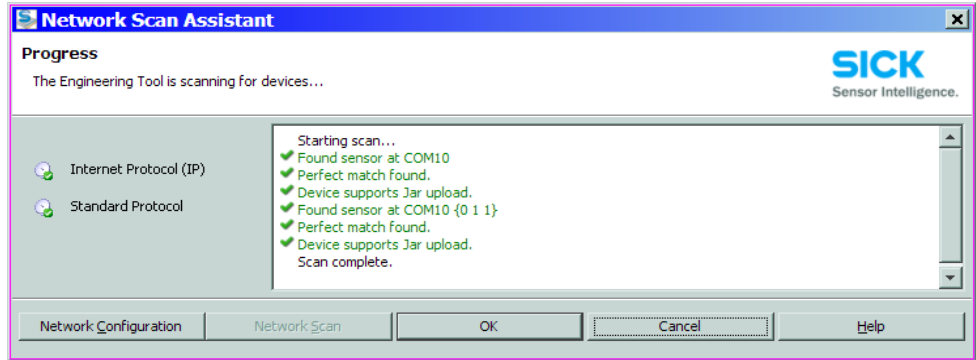 Network Scan Assistant
Progress
The Engineering Tool is scanning for devices...
SICK
Sensor Intelligence.
Internet Protocol (IP)
Standard Protocol
Starting scan...
Found sensor at COM10
Perfect match found.
Device supports Jar upload.
Found sensor at COM10 {0 1 1}
Perfect match found.
Device supports Jar upload.
Scan complete.
Network Configuration
Network Scan
OK
Cancel
Help